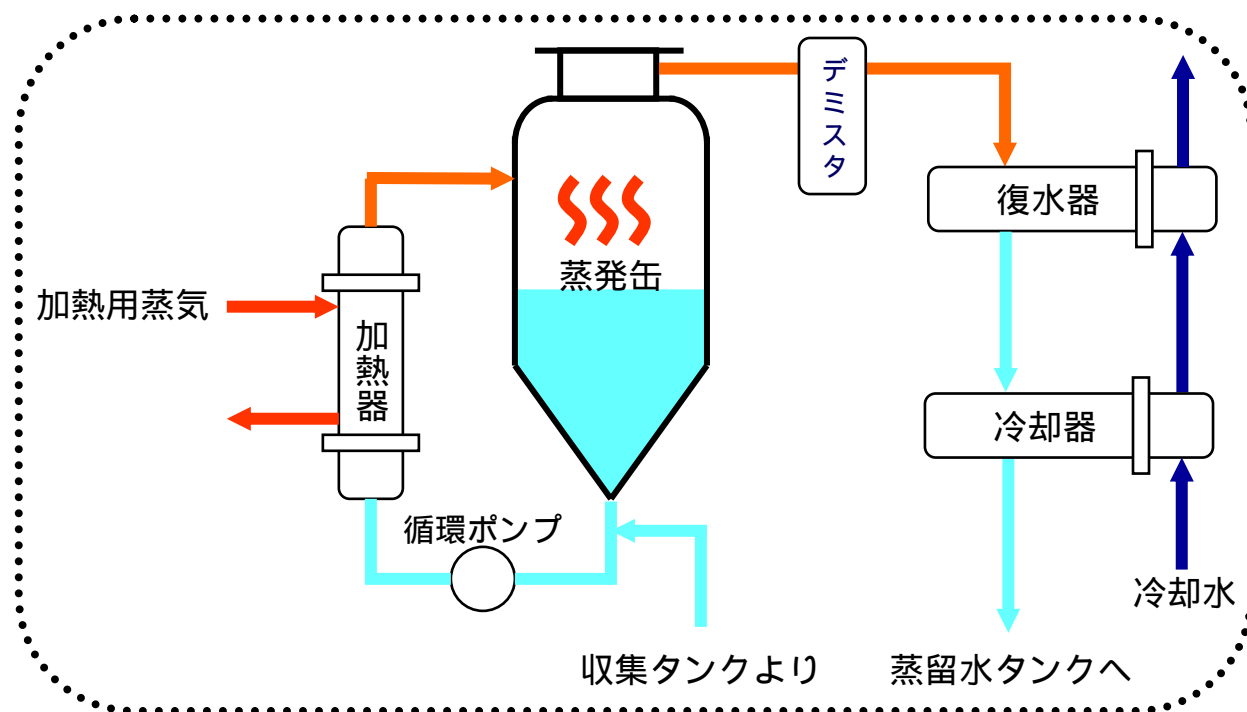 デミスタ
復水器
蒸発缶
加熱用蒸気
加熱器
冷却器
循環ポンプ
冷却水
収集タンクより
蒸留水タンクへ